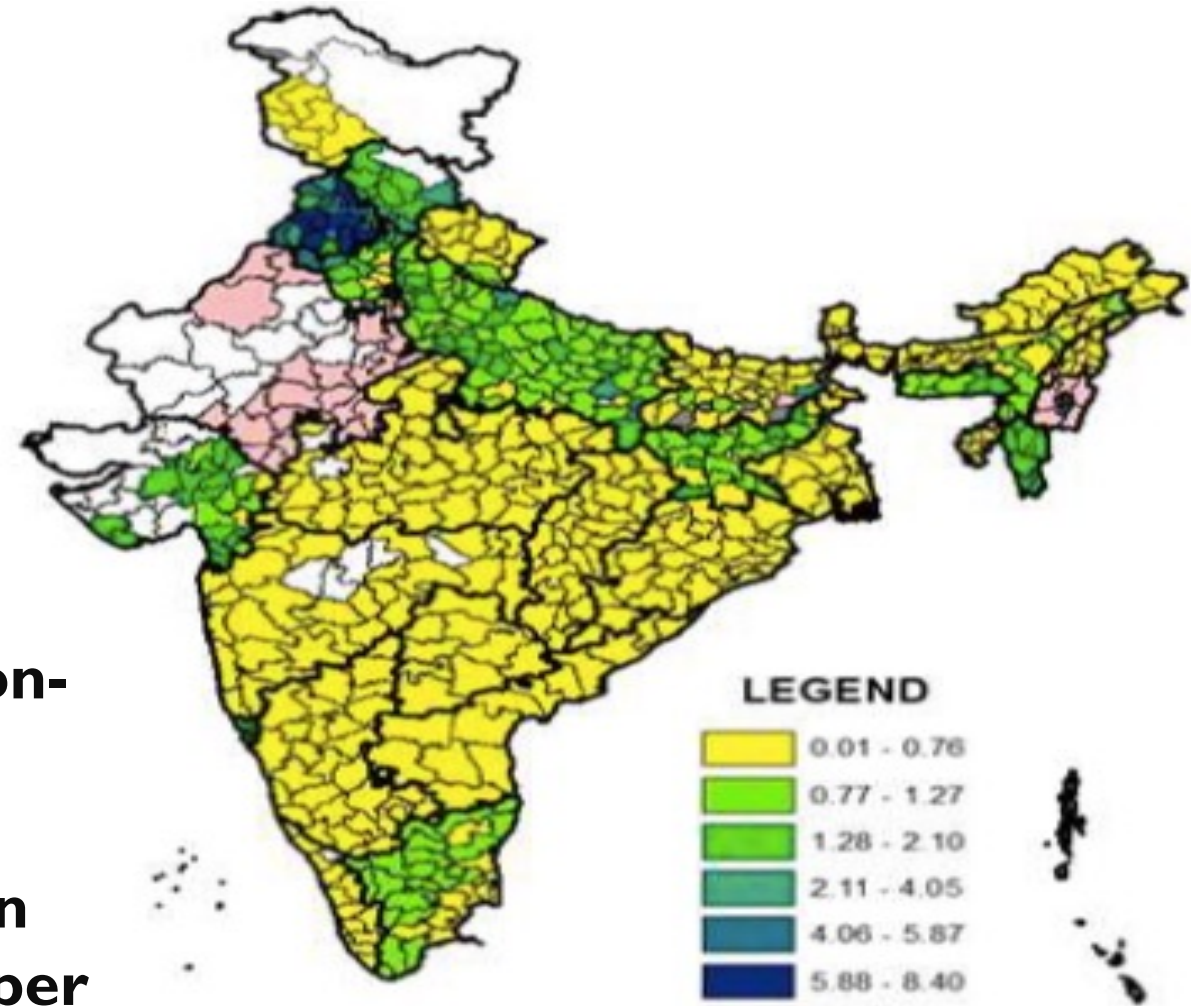 on-
n
per
LEGEND
0.01 - 0.76
0.77 - 1.27
1.28 - 2.10
2.11 - 4.05
4.06 - 5.87
5.88 - 8.40